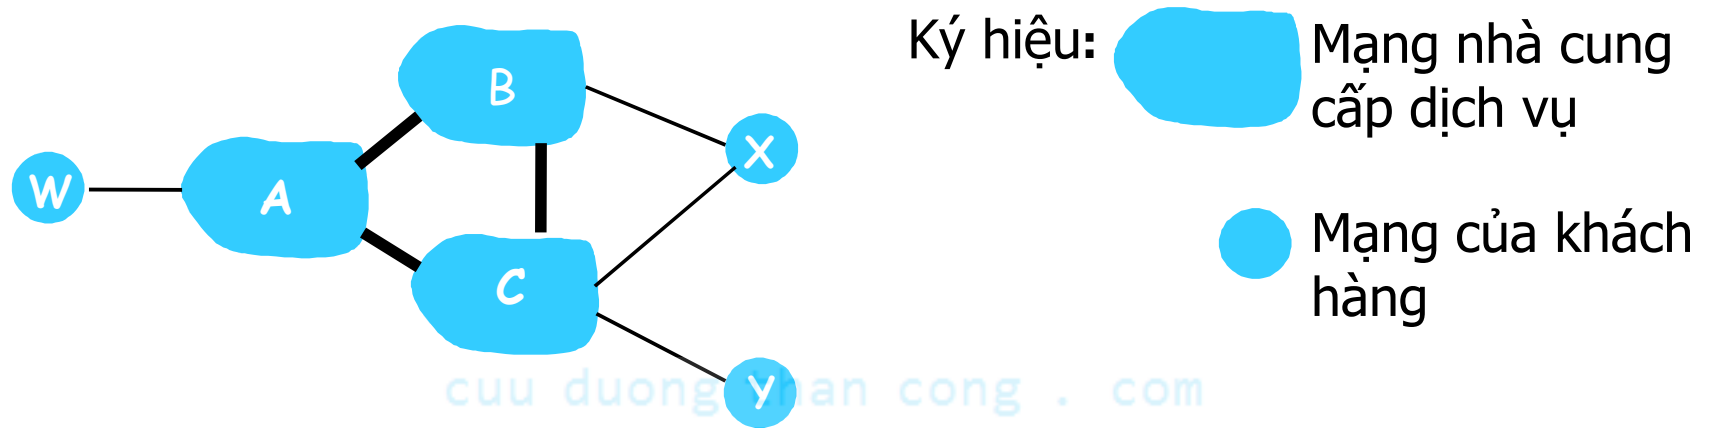 B
X
W
A
C
Y
Ký hiệu:
Mạng nhà cung
cấp dịch vụ
Mạng của khách
hàng
cuu duong than cong . com